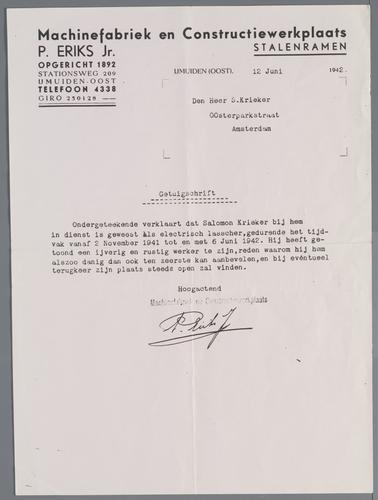 Machinefabriek en Constructiewerkplaats
P. ERIKS Jr.
STALENRAMEN
OPGERICHT 1892
STATIONSWEG 209
IJMUIDEN-OOST
TELEFOON 4338
GIRO 250128
IJMUIDEN (OOST), 12 Juni 1942.
Den Heer S.Krieker
OOsterparkstraat
Amsterdam
Getuigschrift
Ondergeteekende verklaart dat Salomon Krieker bij hem
in dienst is geweest als electrisch lasscher,gedurende het tijd-
vak vanaf 2 November 1941 tot en met 6 Juni 1942. Hij heeft ge-
toond een ijverig en rustig werker te zijn,reden waarom hij hem
alszoo danig dan ook ten zeerste kan aanbevelen,en bij eventueel
terugkeer zijn plaats steeds open zal vinden.
Hoogachtend
Machinefabriek en Constructiewerkplaats
P. Eriks Jr